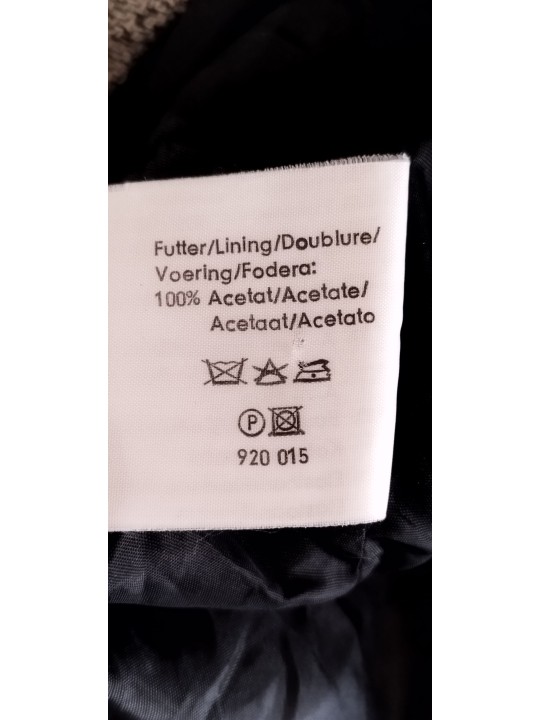 Futter/Lining/Doublure/
Voering/Fodera:
100% Acetat/Acetate/
Acetaat/Acetato
P
920 015